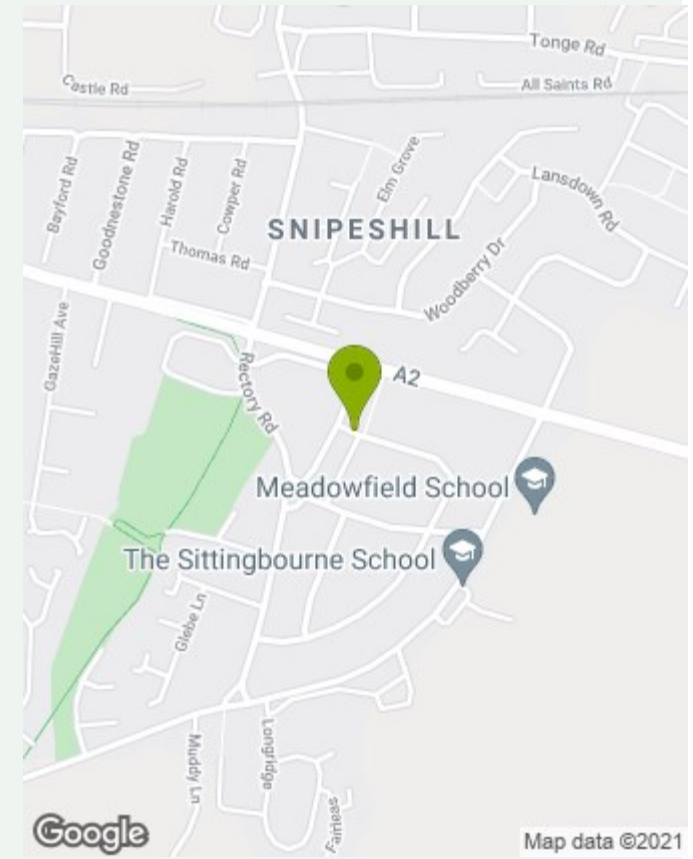 Tonge Rd
Castle Rd
All Saints Rd
Bayford Rd
Goodnestone Rd
Harold Rd
Cowper Rd
Elm Grove
Lansdown Rd
SNIPESHILL
Thomas Rd
Woodberry Dr
GazeHill Ave
Rectory Rd
A2
Meadowfield School
The Sittingbourne School
Glebe Ln
Muddy Ln
Longridge
Faireas
Google
Map data ©2021